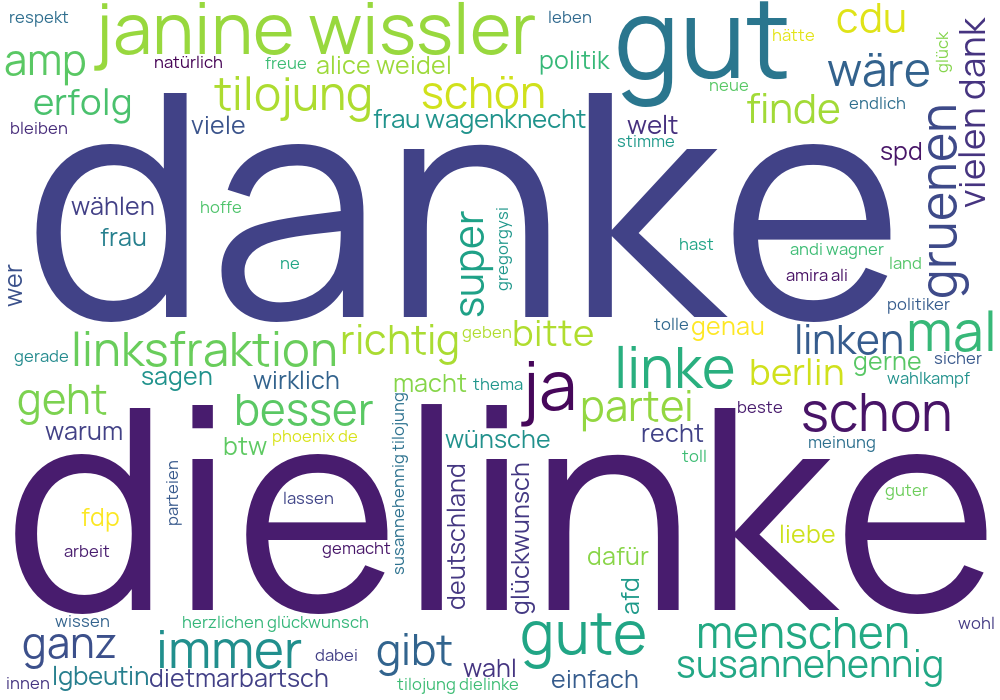 respekt
janine wissler
leben
gut
hätte
cdu
glück
vielen dank
amp
natürlich
freue
alice weidel
politik
wäre
erfolg
tilojung
schön
neue
finde
endlich
bleiben
viele
frau wagenknecht
welt
stimme
spd
gruenen
danke
wählen
frau
hoffe
ne
super
gregorgysi
hast
andi wagner
amira ali
land
wer
politiker
gerade
linksfraktion
richtig
geben
bitte
tolle
genau
linken
mal
sagen
wirklich
macht
thema
ja
linke
berlin
gerne
sicher
wahlkampf
geht
besser
partei
beste
schon
warum
btw
phoenix de
susannehennig tilojung
wünsche
recht
meinung
toll
dielinke
parteien
fdp
arbeit
lassen
gemacht
deutschland
glückwunsch
dafür
afd
liebe
guter
wissen
herzlichen glückwunsch
wohl
ganz
immer
dabei
gibt
gute
menschen
susannehennig
innen
lgbeutin
dietmarbartsch
tilojung dielinke
wahl
einfach